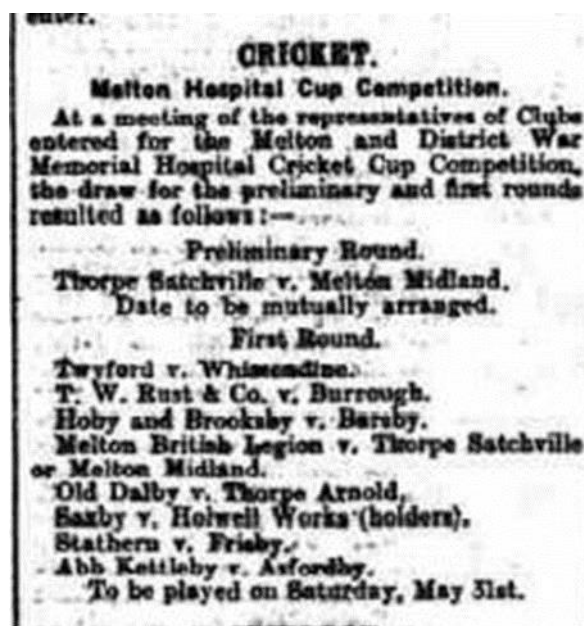 enter.
CRICKET.
Melton Hospital Cup Competition.
At a meeting of the representatives of Clubs
entered for the Melton and District War
Memorial Hospital Cricket Cup Competition,
the draw for the preliminary and first rounds
resulted as follows:—
Preliminary Round.
Thorpe Satchville v. Melton Midland.
Date to be mutually arranged.
First Round.
Twyford v. Whissendine.
T. W. Rust & Co. v. Burrough.
Hoby and Brooksby v. Barsby.
Melton British Legion v. Thorpe Satchville
or Melton Midland.
Old Dalby v. Thorpe Arnold.
Saxby v. Holwell Works (holders).
Stathern v. Frisby.
Abb Kettleby v. Asfordby.
To be played on Saturday, May 31st.